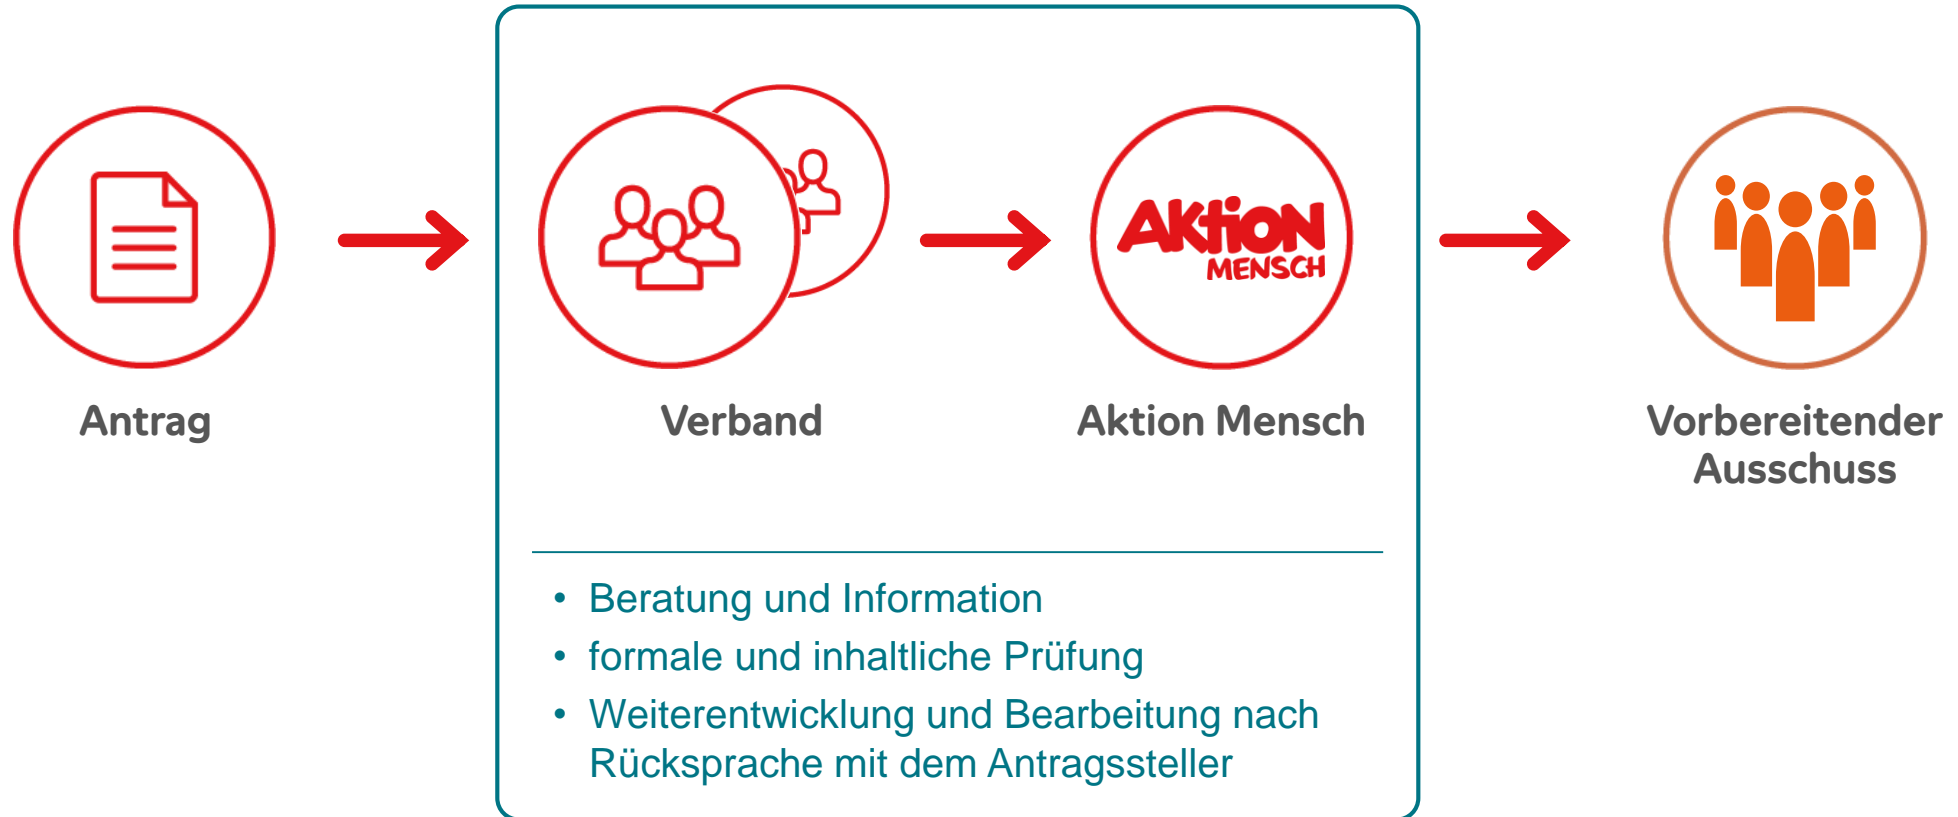 AKTION
MENSCH
Antrag
Verband
Aktion Mensch
Vorbereitender
Ausschuss
• Beratung und Information
• formale und inhaltliche Prüfung
• Weiterentwicklung und Bearbeitung nach
Rücksprache mit dem Antragssteller